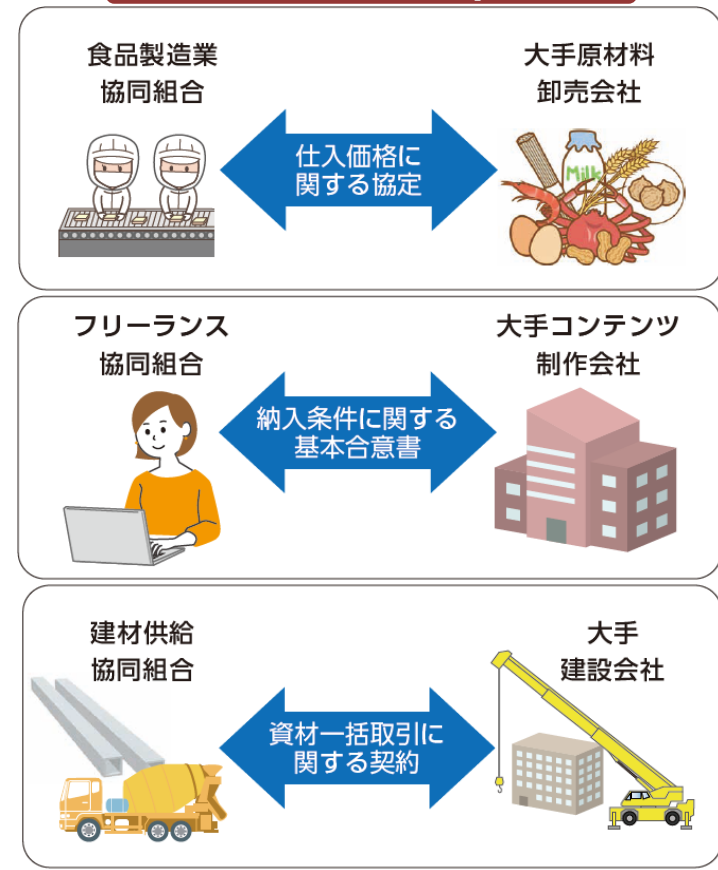 食品製造業
協同組合
大手原材料
卸売会社
仕入価格に
関する協定
Milk
フリーランス
協同組合
大手コンテンツ
制作会社
納入条件に関する
基本合意書
建材供給
協同組合
大手
建設会社
資材一括取引に
関する契約